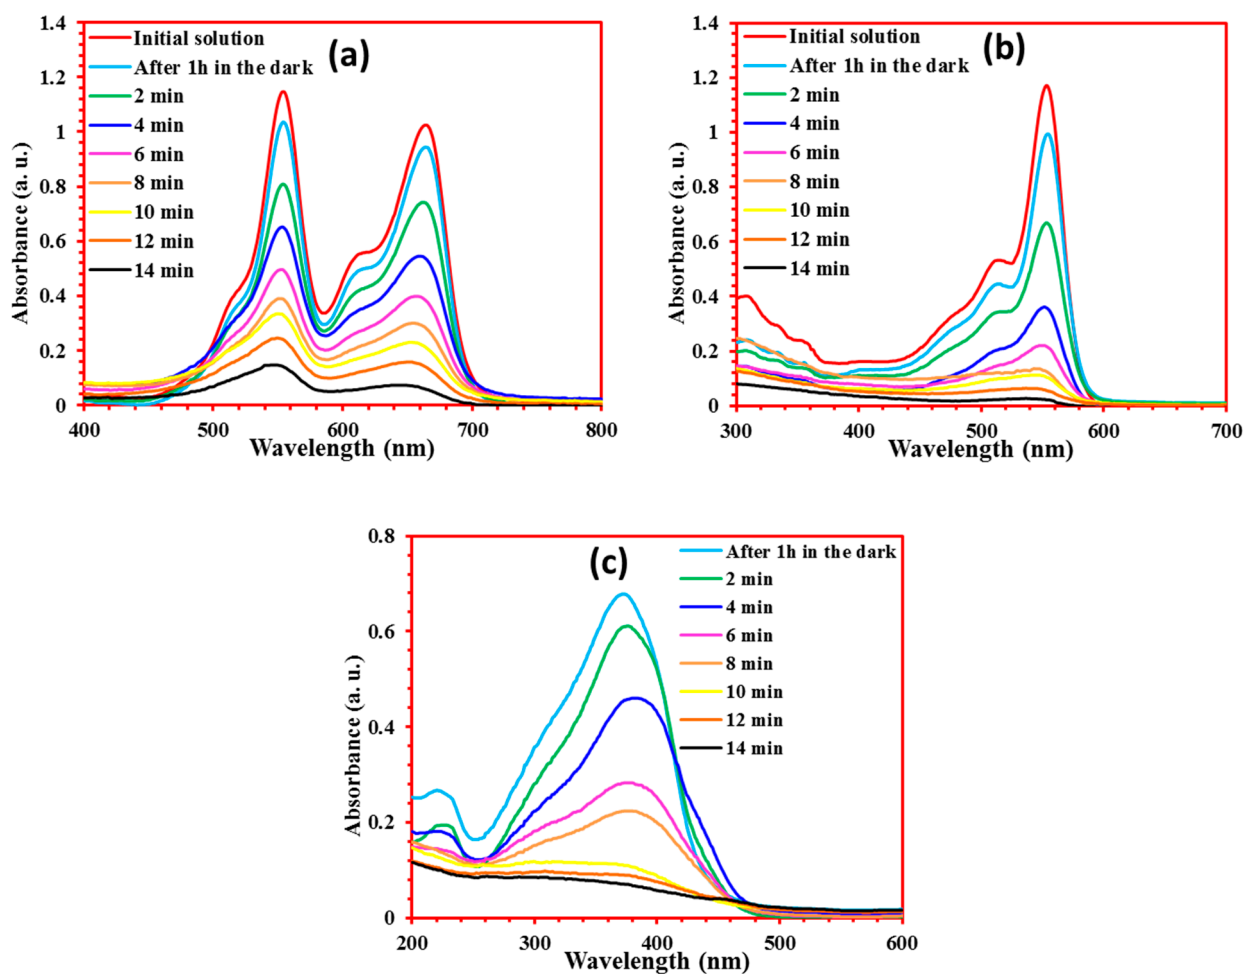 1.4
1.2
1
0.8
0.6
0.4
0.2
0
Absorbance (a. u.)
Initial solution
After 1h in the dark
2 min
4 min
6 min
8 min
10 min
12 min
14 min
(a)
400 500 600 700 800
Wavelength (nm)
1.4
1.2
1
0.8
0.6
0.4
0.2
0
Absorbance (a. u.)
Initial solution
After 1h in the dark
2 min
4 min
6 min
8 min
10 min
12 min
14 min
(b)
300 400 500 600 700
Wavelength (nm)
0.8
0.6
0.4
0.2
0
Absorbance (a. u.)
(c)
After 1h in the dark
2 min
4 min
6 min
8 min
10 min
12 min
14 min
200 300 400 500 600
Wavelength (nm)